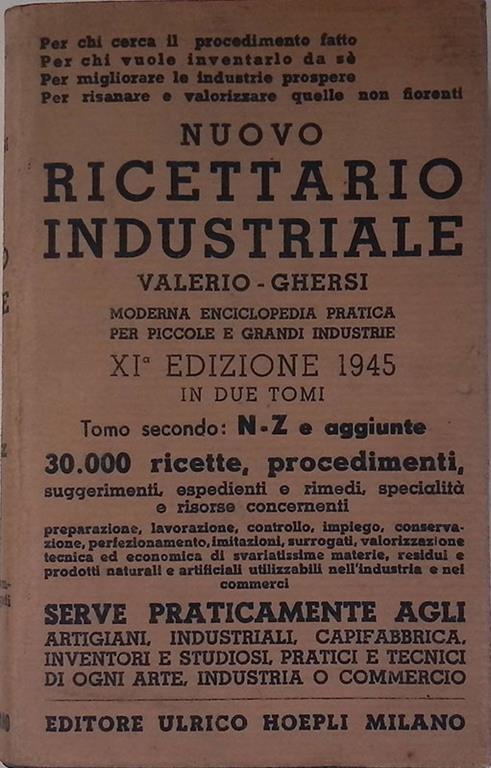 Per chi cerca il procedimento fatto
Per chi vuole inventarlo da sè
Per migliorare le industrie prospere
Per risanare e valorizzare quelle non fiorenti
NUOVO
RICETTARIO
INDUSTRIALE
VALERIO - GHERSI
MODERNA ENCICLOPEDIA PRATICA
PER PICCOLE E GRANDI INDUSTRIE
XIª EDIZIONE 1945
IN DUE TOMI
Tomo secondo: N-Z e aggiunte
30.000 ricette, procedimenti,
suggerimenti, espedienti e rimedi, specialità
e risorse concernenti
preparazione, lavorazione, controllo, impiego, conserva-
zione, perfezionamento, imitazioni, surrogati, valorizzazione
tecnica ed economica di svariatissime materie, residui e
prodotti naturali e artificiali utilizzabili nell'industria e nei
commerci
SERVE PRATICAMENTE AGLI
ARTIGIANI, INDUSTRIALI, CAPIFABBRICA,
INVENTORI E STUDIOSI, PRATICI E TECNICI
DI OGNI ARTE, INDUSTRIA O COMMERCIO
EDITORE ULRICO HOEPLI MILANO